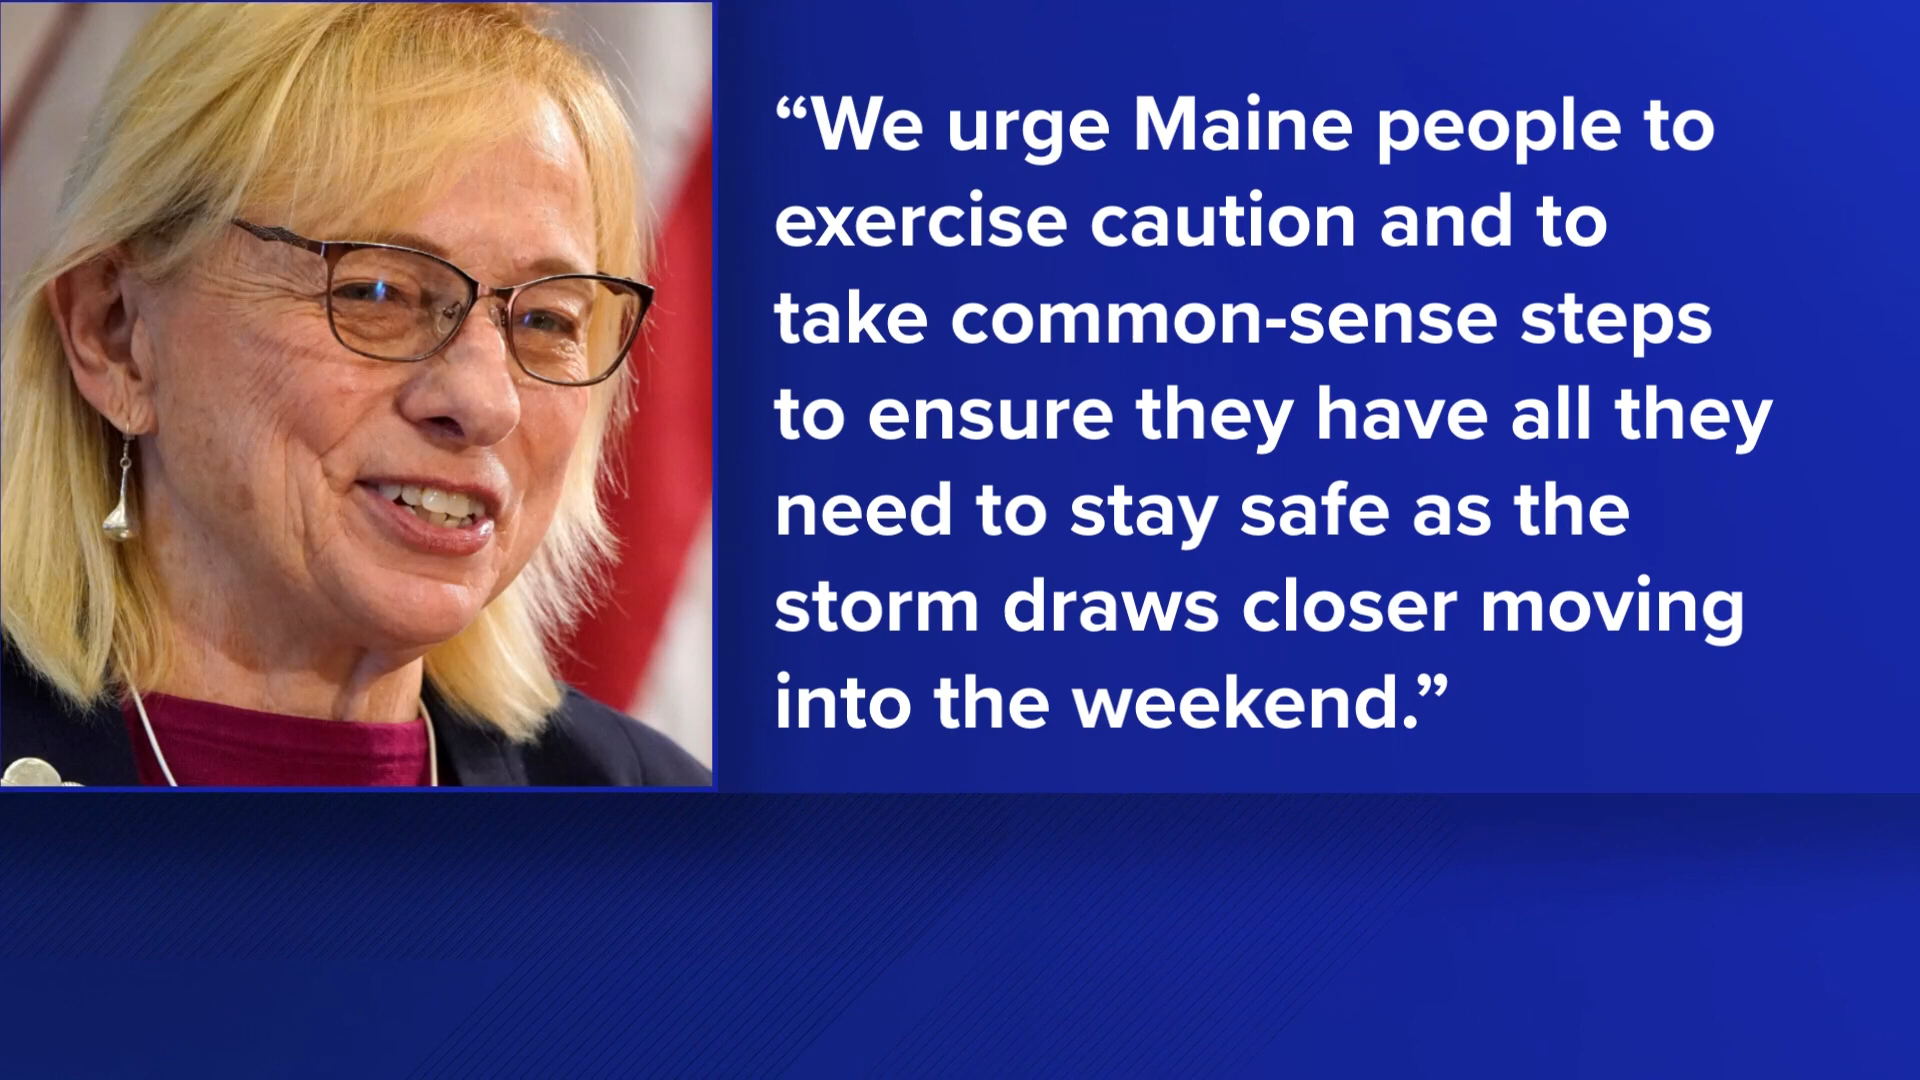 “We urge Maine people to
exercise caution and to
take common-sense steps
to ensure they have all they
need to stay safe as the
storm draws closer moving
into the weekend.”